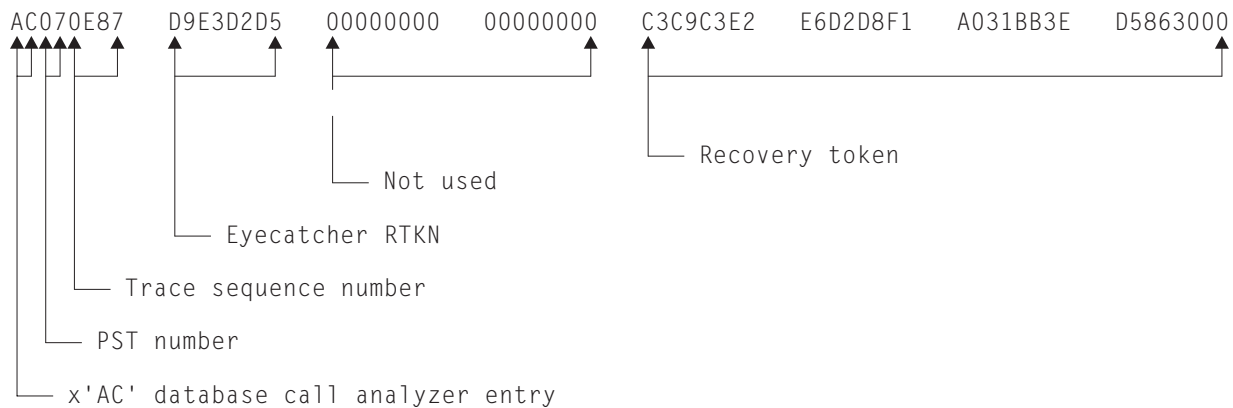 AC070E87 D9E3D2D5 00000000 00000000 C3C9C3E2 E6D2D8F1 A031BB3E D5863000
Recovery token
Not used
Eyecatcher RTKN
Trace sequence number
PST number
x'AC' database call analyzer entry